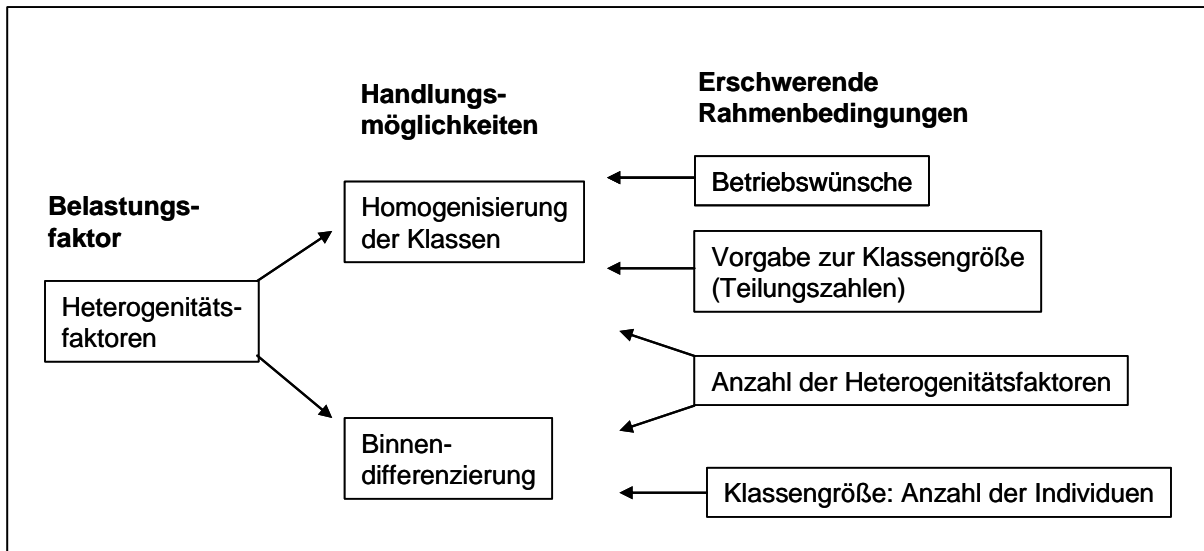 Belastungs-
faktor
Heterogenitäts-
faktoren
Handlungs-
möglichkeiten
Homogenisierung
der Klassen
Binnen-
differenzierung
Erschwerende
Rahmenbedingungen
Betriebswünsche
Vorgabe zur Klassengröße
(Teilungszahlen)
Anzahl der Heterogenitätsfaktoren
Klassengröße: Anzahl der Individuen